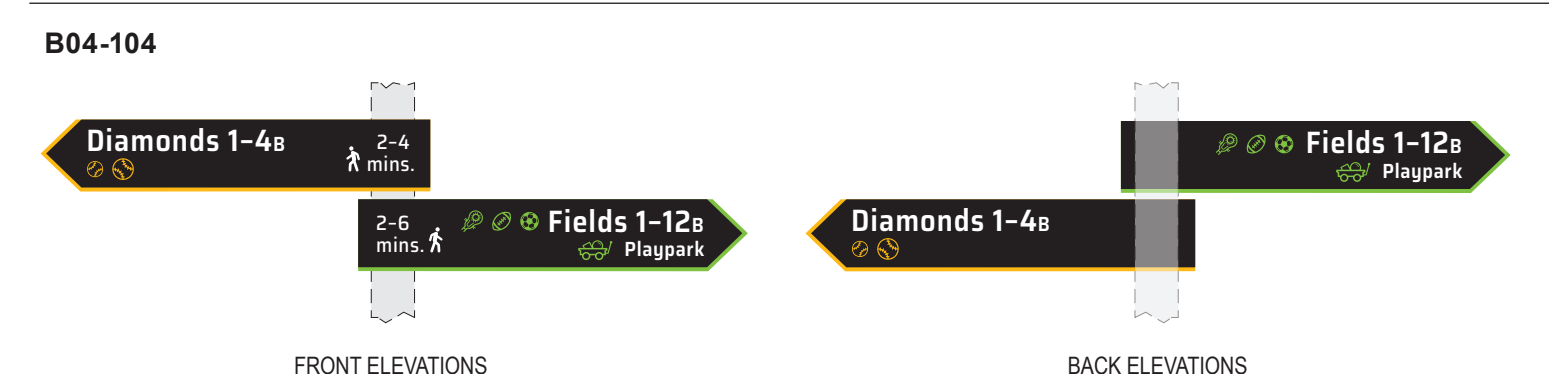 B04-104
Diamonds 1–4B
2–4
mins.
2–6
mins.
Fields 1–12B
Playpark
FRONT ELEVATIONS
Fields 1–12B
Playpark
Diamonds 1–4B
BACK ELEVATIONS